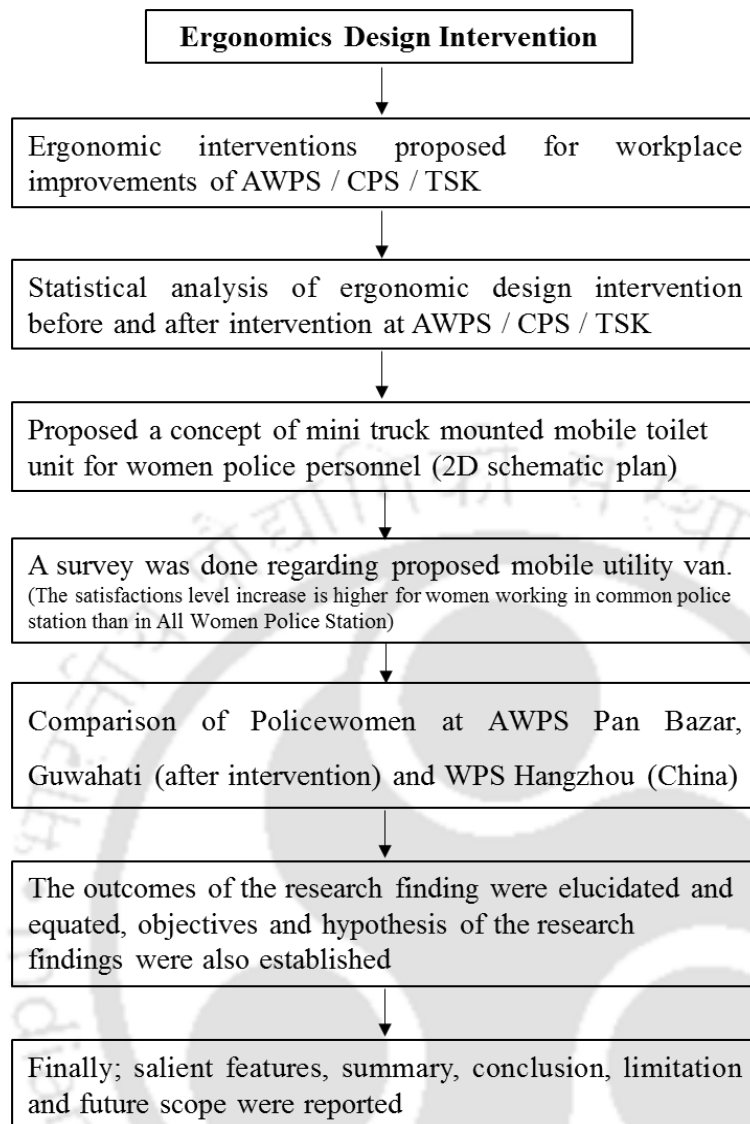 Ergonomics Design Intervention
Ergonomic interventions proposed for workplace
improvements of AWPS / CPS / TSK
Statistical analysis of ergonomic design intervention
before and after intervention at AWPS / CPS / TSK
Proposed a concept of mini truck mounted mobile toilet
unit for women police personnel (2D schematic plan)
A survey was done regarding proposed mobile utility van.
(The satisfactions level increase is higher for women working in common police
station than in All Women Police Station)
Comparison of Policewomen at AWPS Pan Bazar,
Guwahati (after intervention) and WPS Hangzhou (China)
The outcomes of the research finding were elucidated and
equated, objectives and hypothesis of the research
findings were also established
Finally; salient features, summary, conclusion, limitation
and future scope were reported